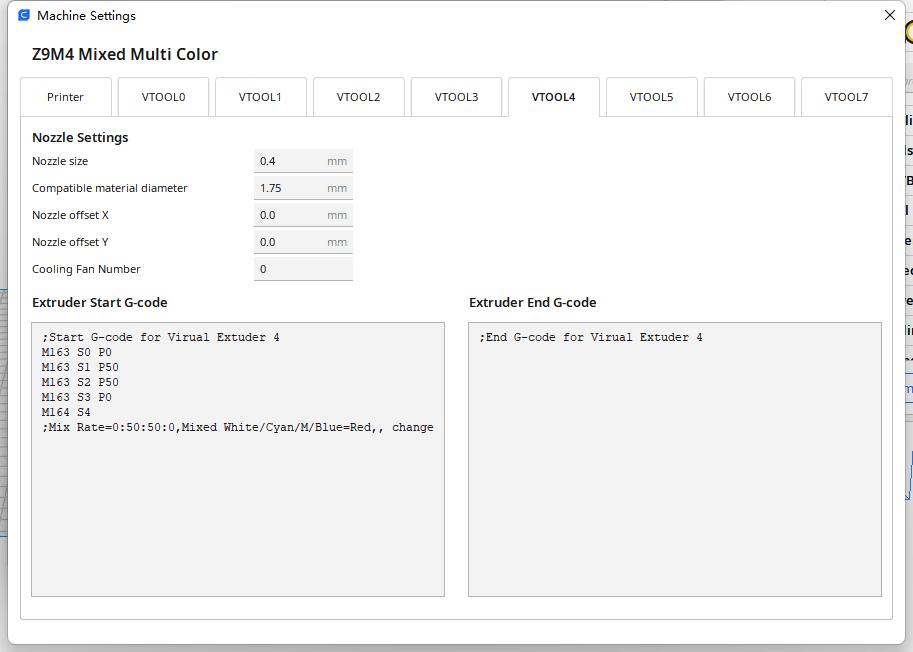 Machine Settings
Z9M4 Mixed Multi Color
Printer VTOOL0 VTOOL1 VTOOL2 VTOOL3 VTOOL4 VTOOL5 VTOOL6 VTOOL7
Nozzle Settings
Nozzle size 0.4 mm
Compatible material diameter 1.75 mm
Nozzle offset X 0.0 mm
Nozzle offset Y 0.0 mm
Cooling Fan Number 0
Extruder Start G-code
;Start G-code for Virual Extuder 4
M163 S0 P0
M163 S1 P50
M163 S2 P50
M163 S3 P0
M164 S4
;Mix Rate=0:50:50:0,Mixed White/Cyan/M/Blue=Red,, change
Extruder End G-code
;End G-code for Virual Extuder 4